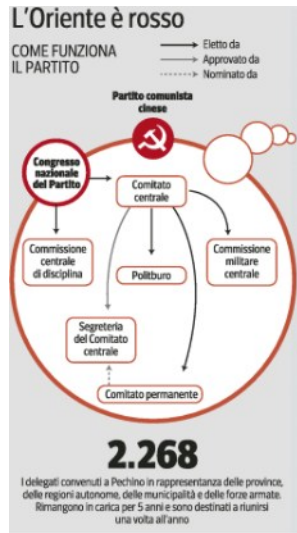 L'Oriente è rosso
COME FUNZIONA
IL PARTITO
Eletto da
Approvato da
Nominato da
Partito comunista
cinese
Congresso
nazionale
del Partito
Comitato
centrale
Commissione
centrale
di disciplina
Politburo
Commissione
militare
centrale
Segreteria
del Comitato
centrale
Comitato permanente
2.268
I delegati convenuti a Pechino in rappresentanza delle province,
delle regioni autonome, delle municipalità e delle forze armate.
Rimangono in carica per 5 anni e sono destinati a riunirsi
una volta all'anno